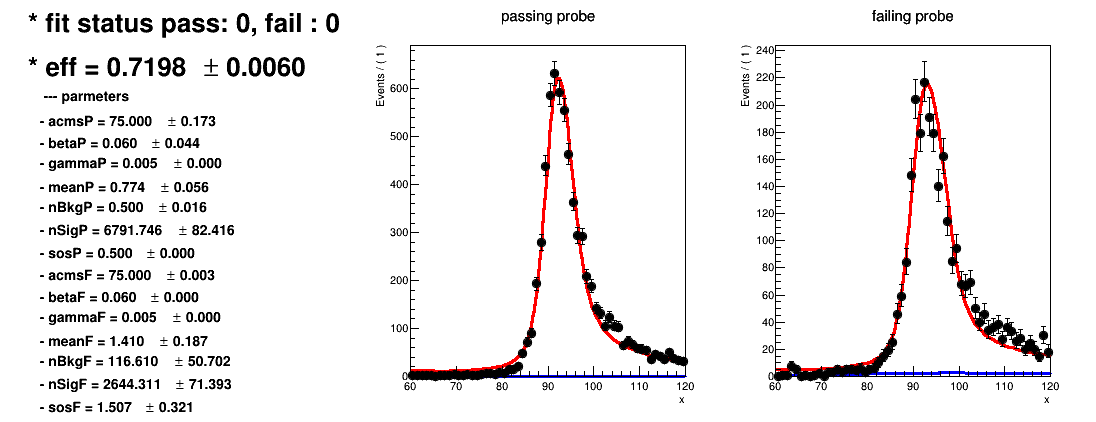 * fit status pass: 0, fail : 0
* eff = 0.7198 ± 0.0060
--- parmeters
- acmsP = 75.000 ± 0.173
- betaP = 0.060 ± 0.044
- gammaP = 0.005 ± 0.000
- meanP = 0.774 ± 0.056
- nBkgP = 0.500 ± 0.016
- nSigP = 6791.746 ± 82.416
- sosP = 0.500 ± 0.000
- acmsF = 75.000 ± 0.003
- betaF = 0.060 ± 0.000
- gammaF = 0.005 ± 0.000
- meanF = 1.410 ± 0.187
- nBkgF = 116.610 ± 50.702
- nSigF = 2644.311 ± 71.393
- sosF = 1.507 ± 0.321
passing probe
Events / ( 1 )
600
500
400
300
200
100
0
60 70 80 90 100 110 120
x
failing probe
Events / ( 1 )
240
220
200
180
160
140
120
100
80
60
40
20
0
60 70 80 90 100 110 120
x